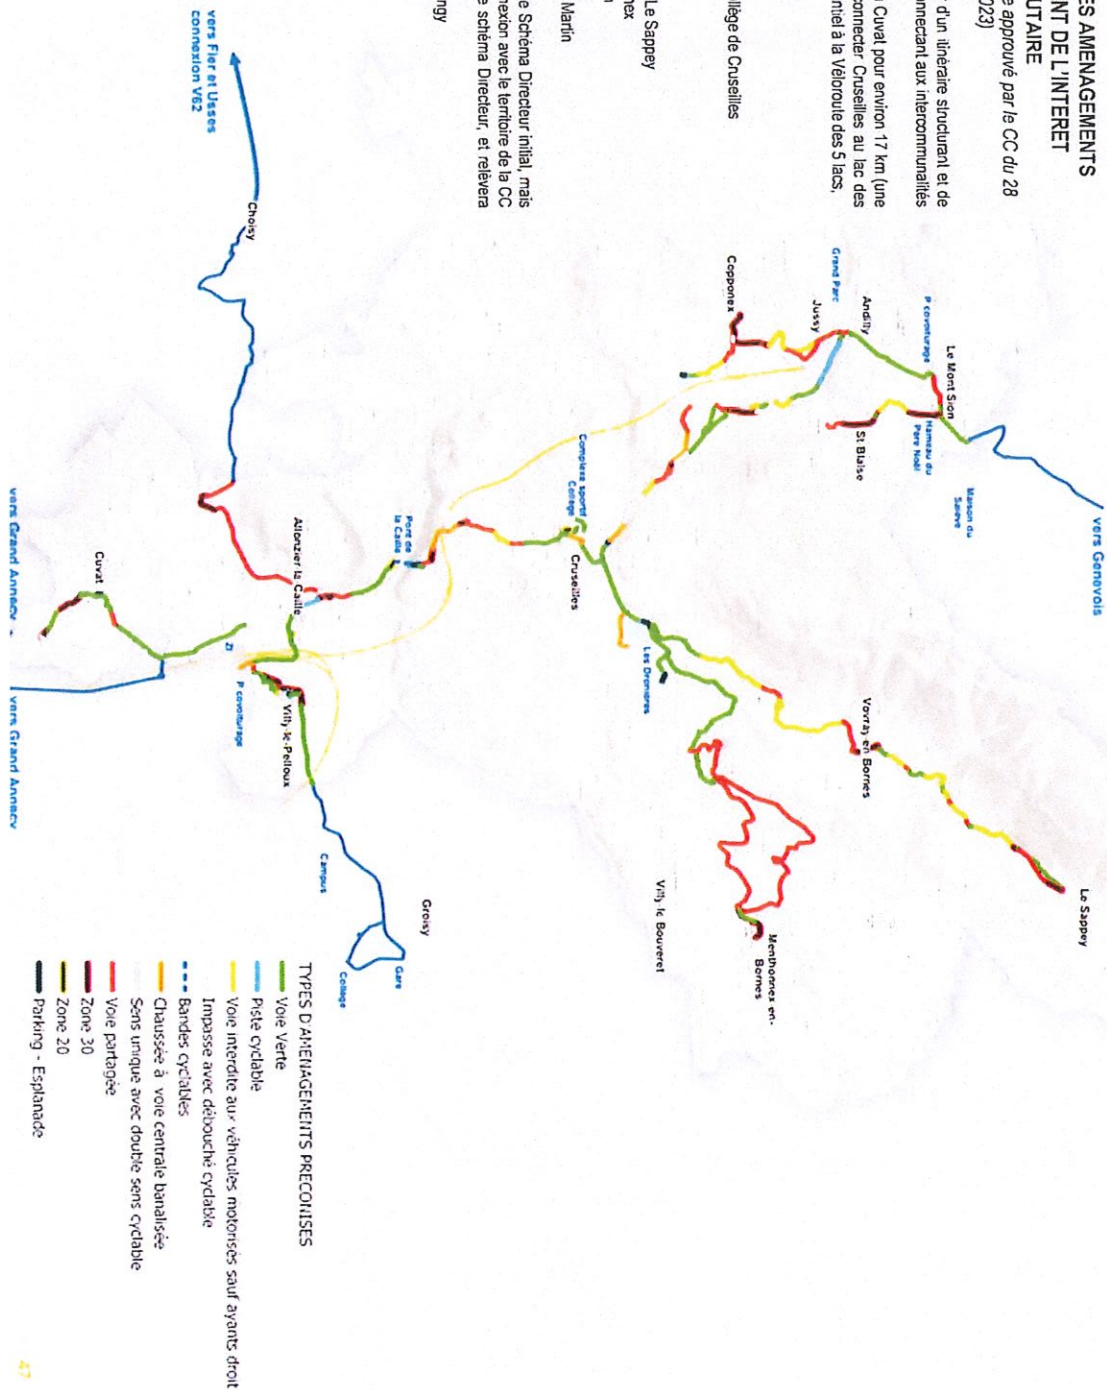 ES AMENAGEMENTS
NT DE L'INTERET
UTAIRE
e approuvé par le CC du 28
023)
r d'un itinéraire structurant et de
onnectant aux intercommunalités
à Cuvat pour environ 17 km (une
connecter Cruseilles au lac des
entiel à la Véloroute des 5 lacs,
ollège de Cruseilles
Le Sappey
nex
n
Martin
e Schéma Directeur initial, mais
nexion avec le territoire de la CC
e schéma Directeur, et relèvera
ngy
vers Genevois
Maison du
Salève
Le Mont Sion
P covoiturage
Hameau du
Père Noël
Andilly
Grand Parc
Jussy
St Blaise
Copponex
Le Sappey
Vovray-en Bornes
Menthonnex-en-
Bornes
Villy-le Bouveret
Les Dronières
Cruseilles
Complexe sportif
Collège
Pont de
la Caille
Allonzier la Caille
Choisy
vers Fier et Usses
connexion V62
ZI
P covoiturage
Villy-le-Pelloux
Campus
Groisy
Gare
Collège
Cuvat
vers Grand Annecy
vers Grand Annecy
TYPES D'AMENAGEMENTS PRECONISES
Voie Verte
Piste cyclable
Voie interdite aux véhicules motorisés sauf ayants droit
Impasse avec débouché cyclable
Bandes cyclables
Chaussée à voie centrale banalisée
Sens unique avec double sens cyclable
Voie partagée
Zone 30
Zone 20
Parking - Esplanade
47